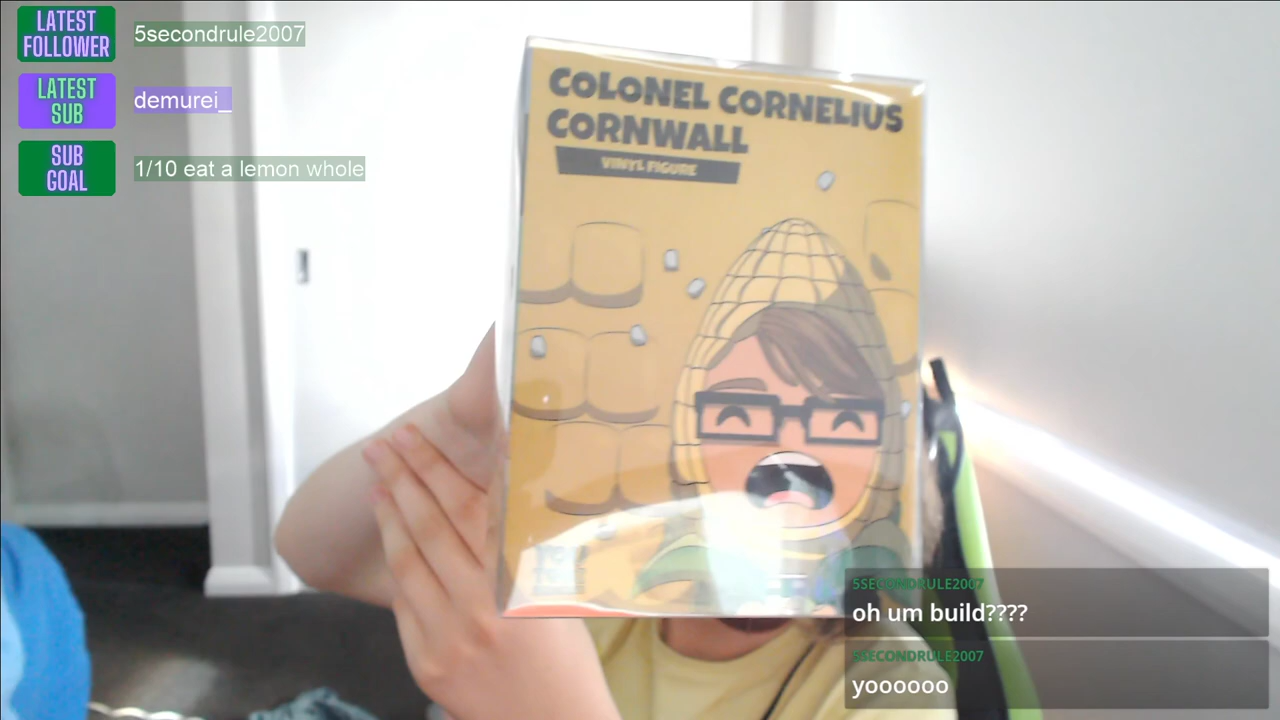 LATEST
FOLLOWER
5secondrule2007
LATEST
SUB
demurei_
SUB
GOAL
1/10 eat a lemon whole
COLONEL CORNELIUS
CORNWALL
VINYL FIGURE
5SECONDRULE2007
oh um build????
5SECONDRULE2007
yoooooo